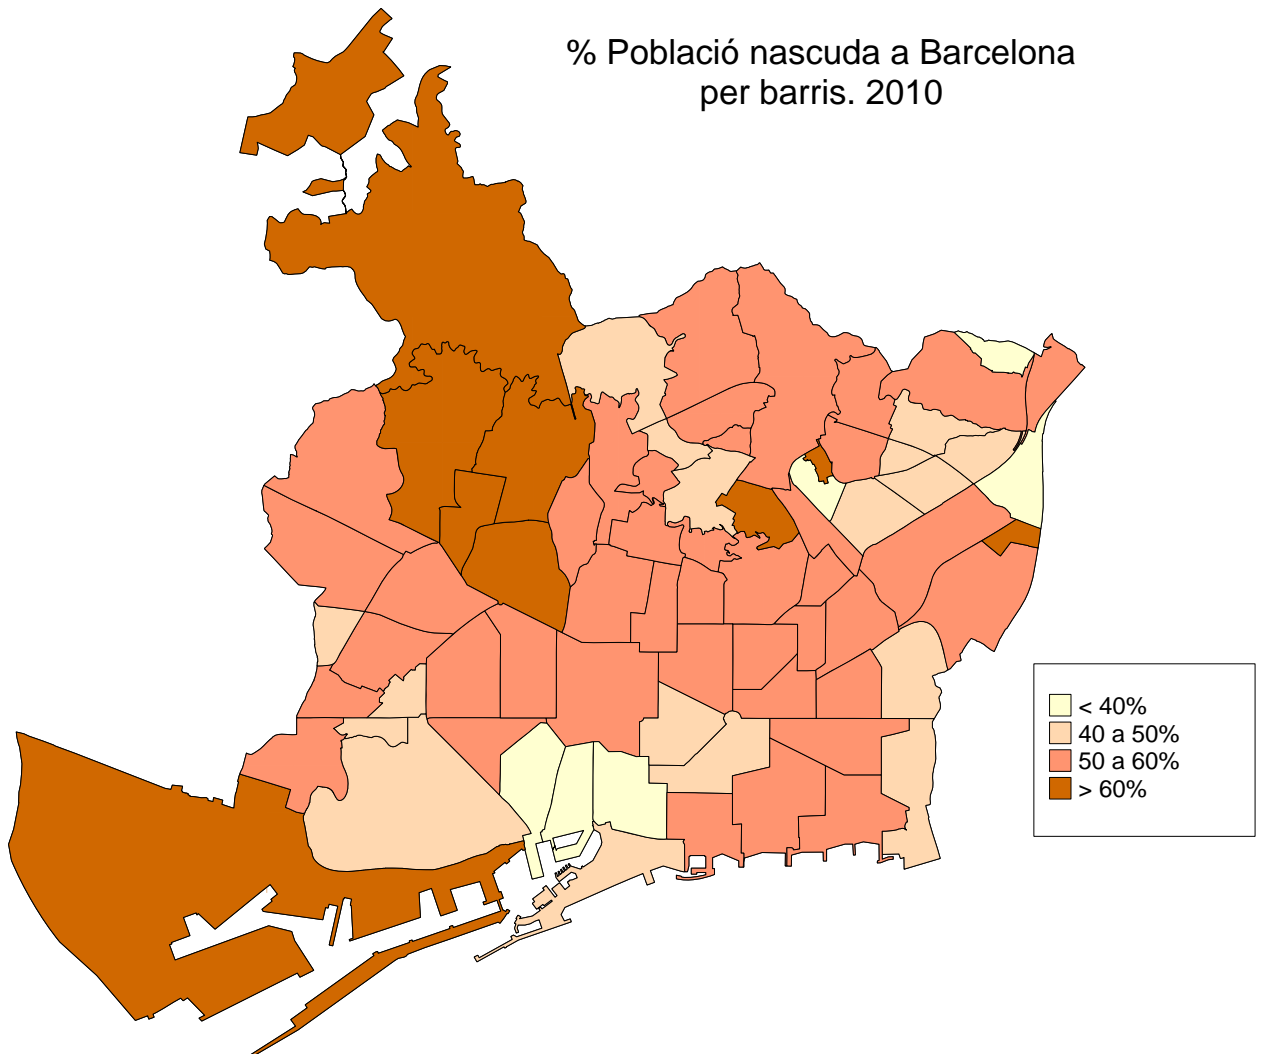 % Població nascuda a Barcelona
per barris. 2010
< 40%
40 a 50%
50 a 60%
> 60%